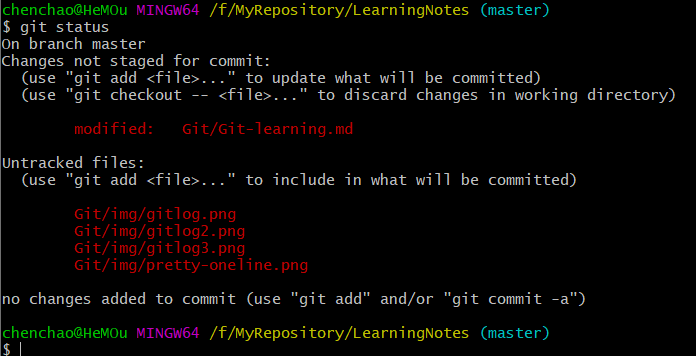 chenchao@HeMOu MINGW64 /f/MyRepository/LearningNotes (master)
$ git status
On branch master
Changes not staged for commit:
  (use "git add <file>..." to update what will be committed)
  (use "git checkout -- <file>..." to discard changes in working directory)
        modified:   Git/Git-learning.md
Untracked files:
  (use "git add <file>..." to include in what will be committed)
        Git/img/gitlog.png
        Git/img/gitlog2.png
        Git/img/gitlog3.png
        Git/img/pretty-oneline.png
no changes added to commit (use "git add" and/or "git commit -a")
chenchao@HeMOu MINGW64 /f/MyRepository/LearningNotes (master)
$